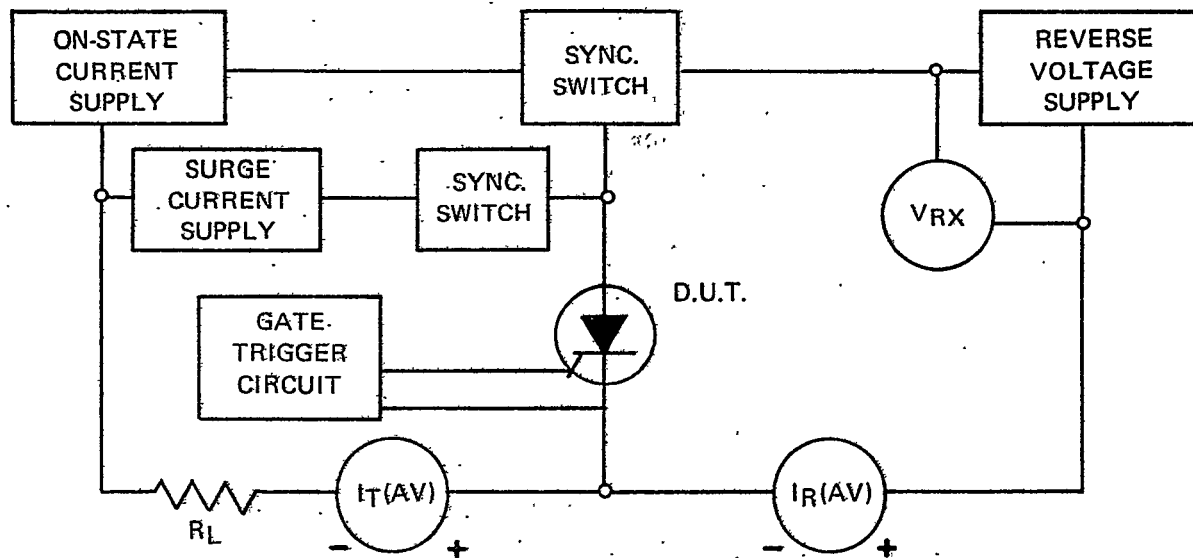 ON-STATE
CURRENT
SUPPLY
SYNC.
SWITCH
REVERSE
VOLTAGE
SUPPLY
SURGE
CURRENT
SUPPLY
SYNC.
SWITCH
VRX
D.U.T.
GATE
TRIGGER
CIRCUIT
RL
IT(AV)
- +
IR(AV)
- +